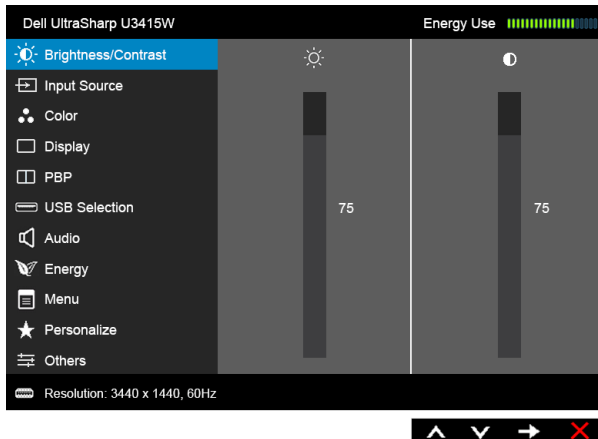 Dell UltraSharp U3415W
Energy Use
Brightness/Contrast
Input Source
Color
Display
PBP
USB Selection
75
75
Audio
Energy
Menu
Personalize
Others
Resolution: 3440 x 1440, 60Hz